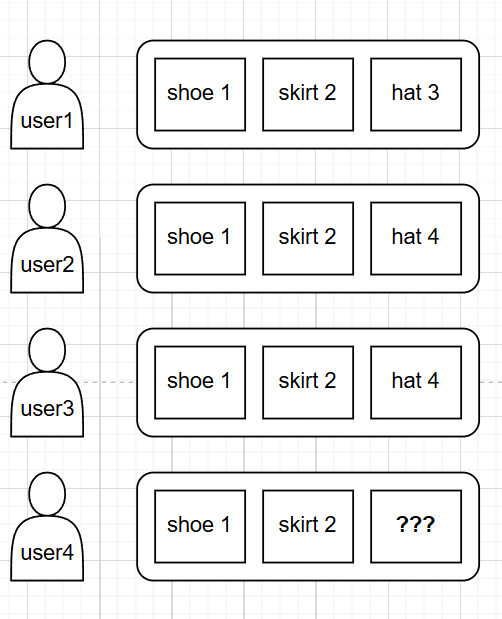 user1
shoe 1
skirt 2
hat 3
user2
shoe 1
skirt 2
hat 4
user3
shoe 1
skirt 2
hat 4
user4
shoe 1
skirt 2
???